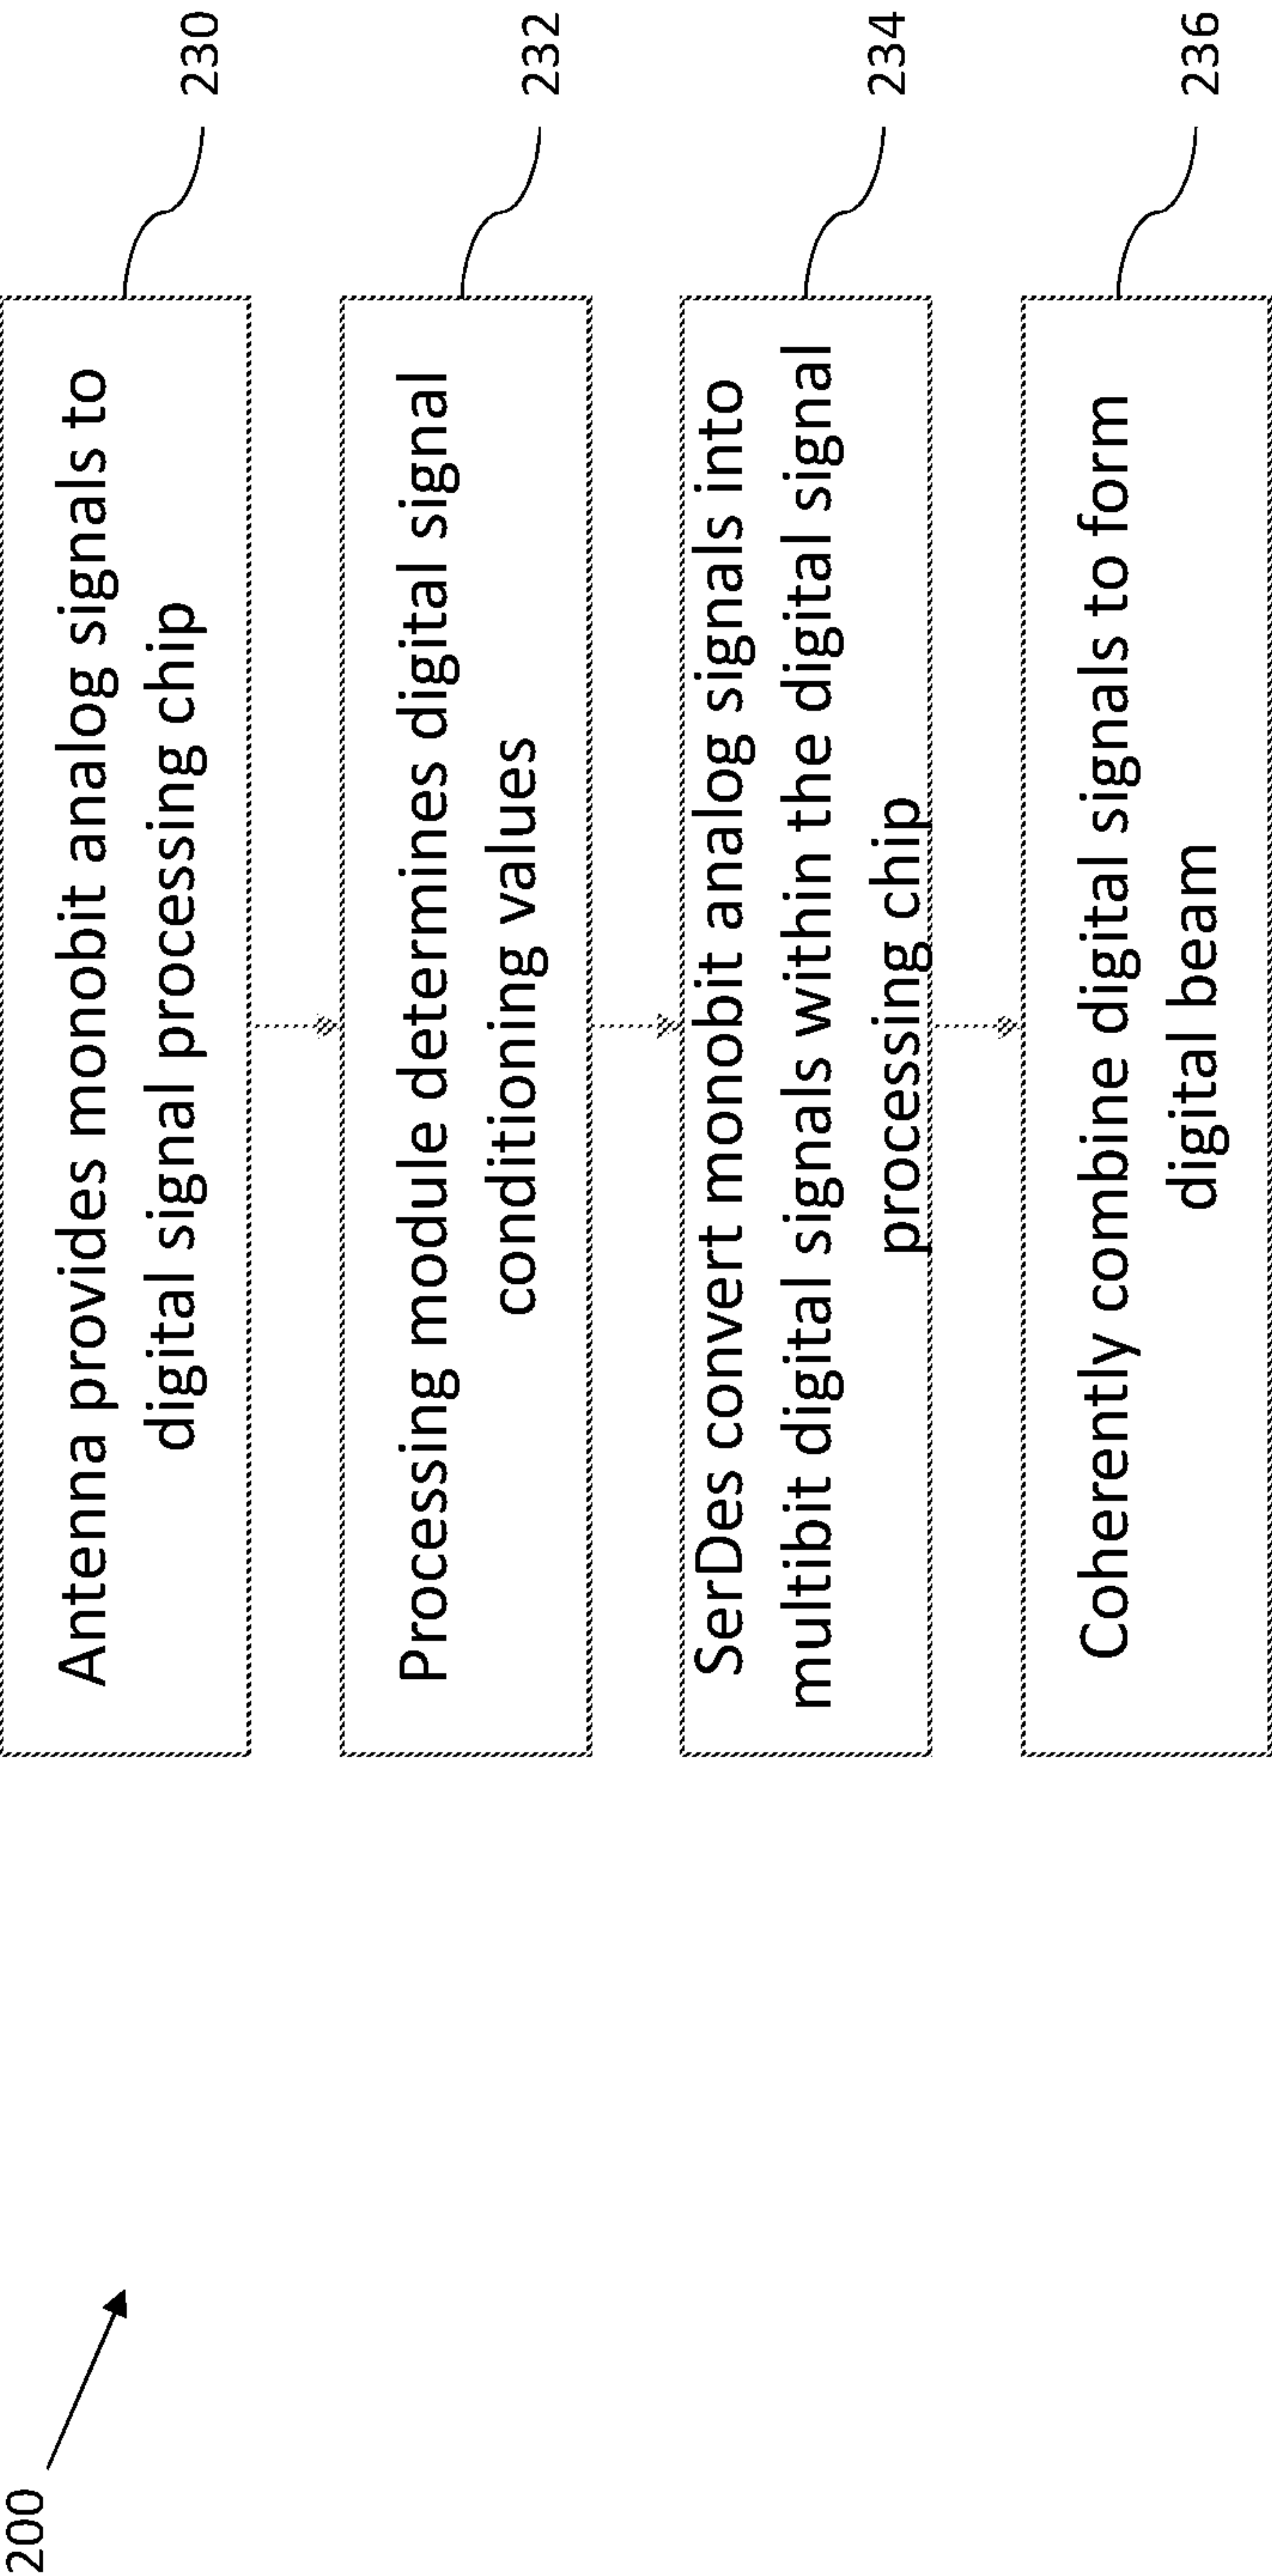 200
Antenna provides monobit analog signals to
digital signal processing chip
230
Processing module determines digital signal
conditioning values
232
SerDes convert monobit analog signals into
multibit digital signals within the digital signal
processing chip
234
Coherently combine digital signals to form
digital beam
236